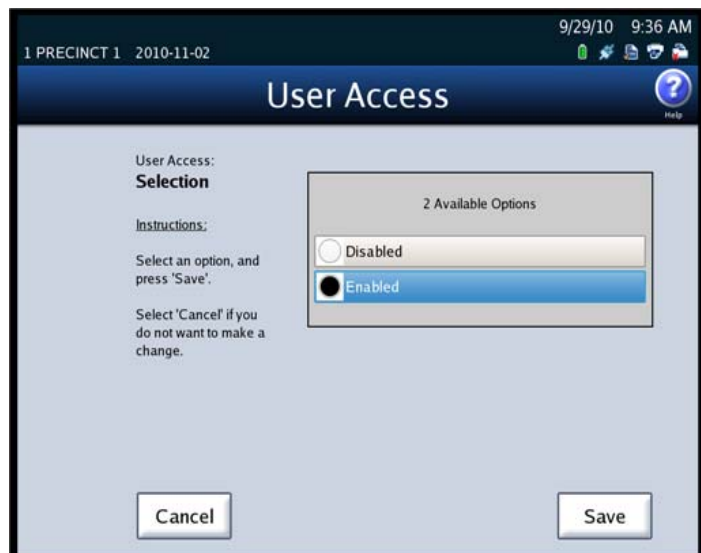 9/29/10 9:36 AM
1 PRECINCT 1 2010-11-02
User Access
Help
User Access:
Selection
Instructions:
Select an option, and
press 'Save'.
Select 'Cancel' if you
do not want to make a
change.
2 Available Options
Disabled
Enabled
Cancel
Save